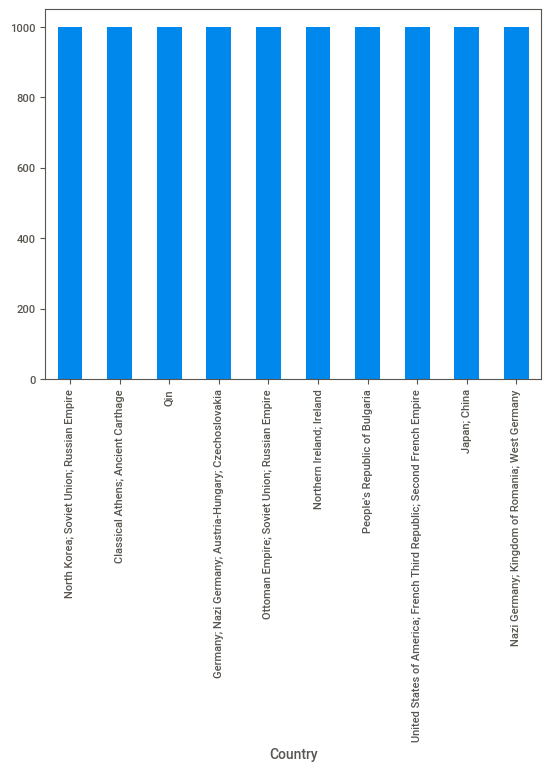 1000
800
600
400
200
0
North Korea; Soviet Union; Russian Empire
Classical Athens; Ancient Carthage
Qin
Germany; Nazi Germany; Austria-Hungary; Czechoslovakia
Ottoman Empire; Soviet Union; Russian Empire
Northern Ireland; Ireland
People's Republic of Bulgaria
United States of America; French Third Republic; Second French Empire
Japan; China
Nazi Germany; Kingdom of Romania; West Germany
Country